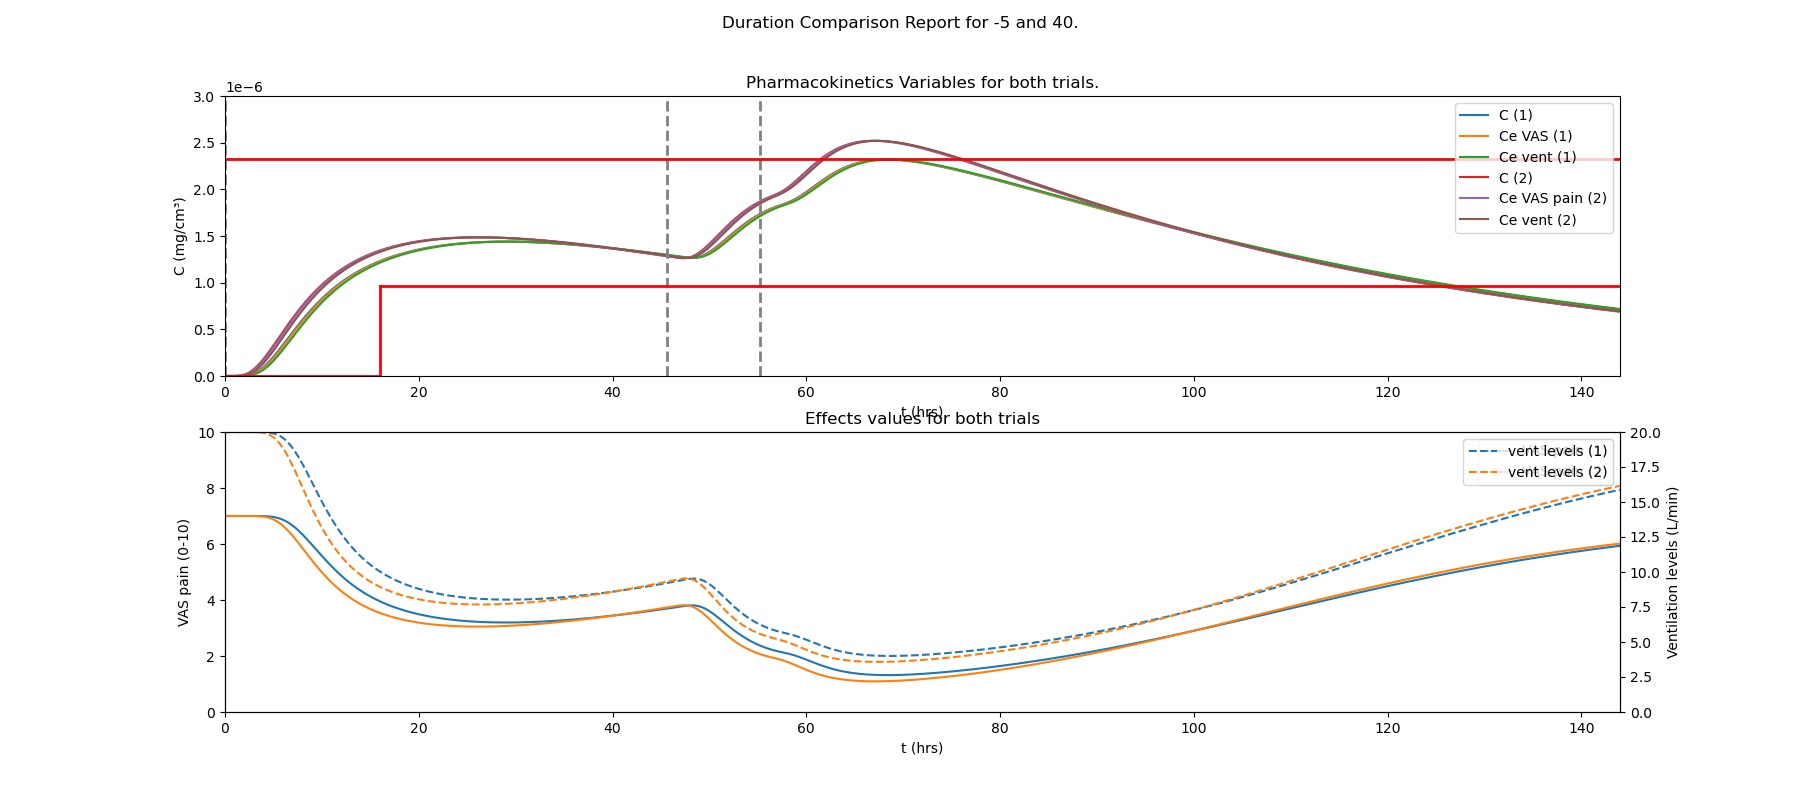 Duration Comparison Report for -5 and 40.
Pharmacokinetics Variables for both trials.
1e−6
3.0
2.5
2.0
1.5
1.0
0.5
0.0
C (mg/cm³)
C (1)
Ce VAS (1)
Ce vent (1)
C (2)
Ce VAS pain (2)
Ce vent (2)
0 20 40 60 80 100 120 140
t (hrs)
Effects values for both trials
10
8
6
4
2
0
VAS pain (0-10)
vent levels (1)
vent levels (2)
20.0
17.5
15.0
12.5
10.0
7.5
5.0
2.5
0.0
Ventilation levels (L/min)
0 20 40 60 80 100 120 140
t (hrs)